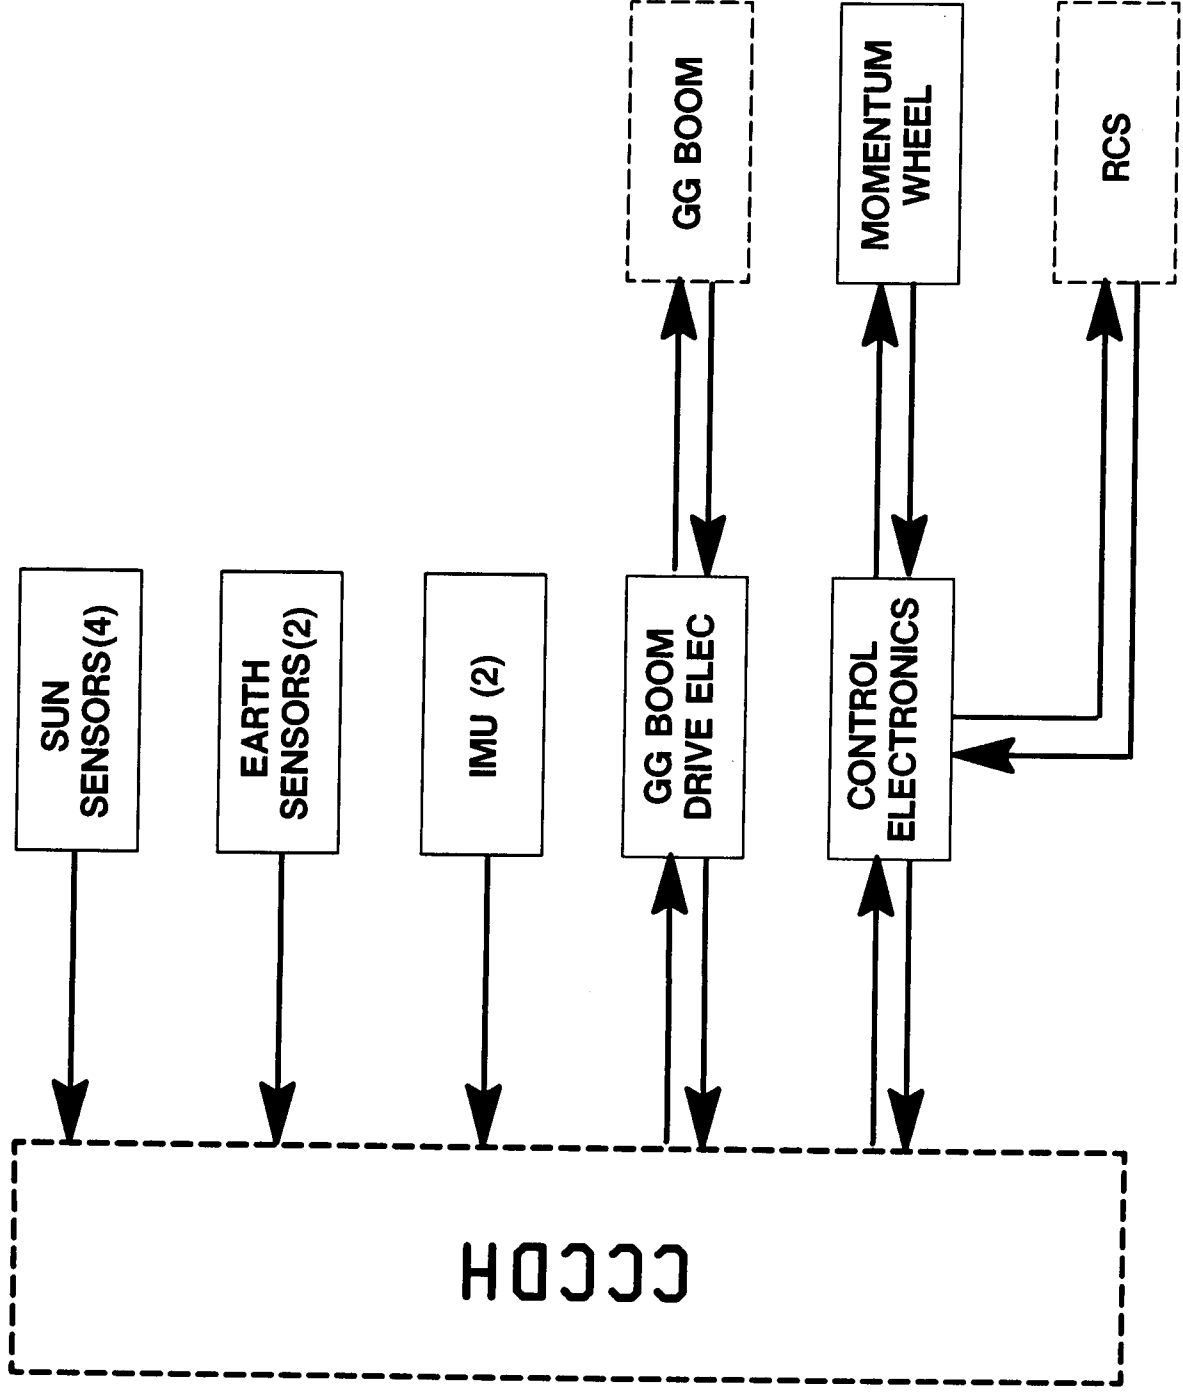 SUN
SENSORS(4)
EARTH
SENSORS(2)
IMU (2)
GG BOOM
DRIVE ELEC
CONTROL
ELECTRONICS
GG BOOM
MOMENTUM
WHEEL
RCS
CCCDH